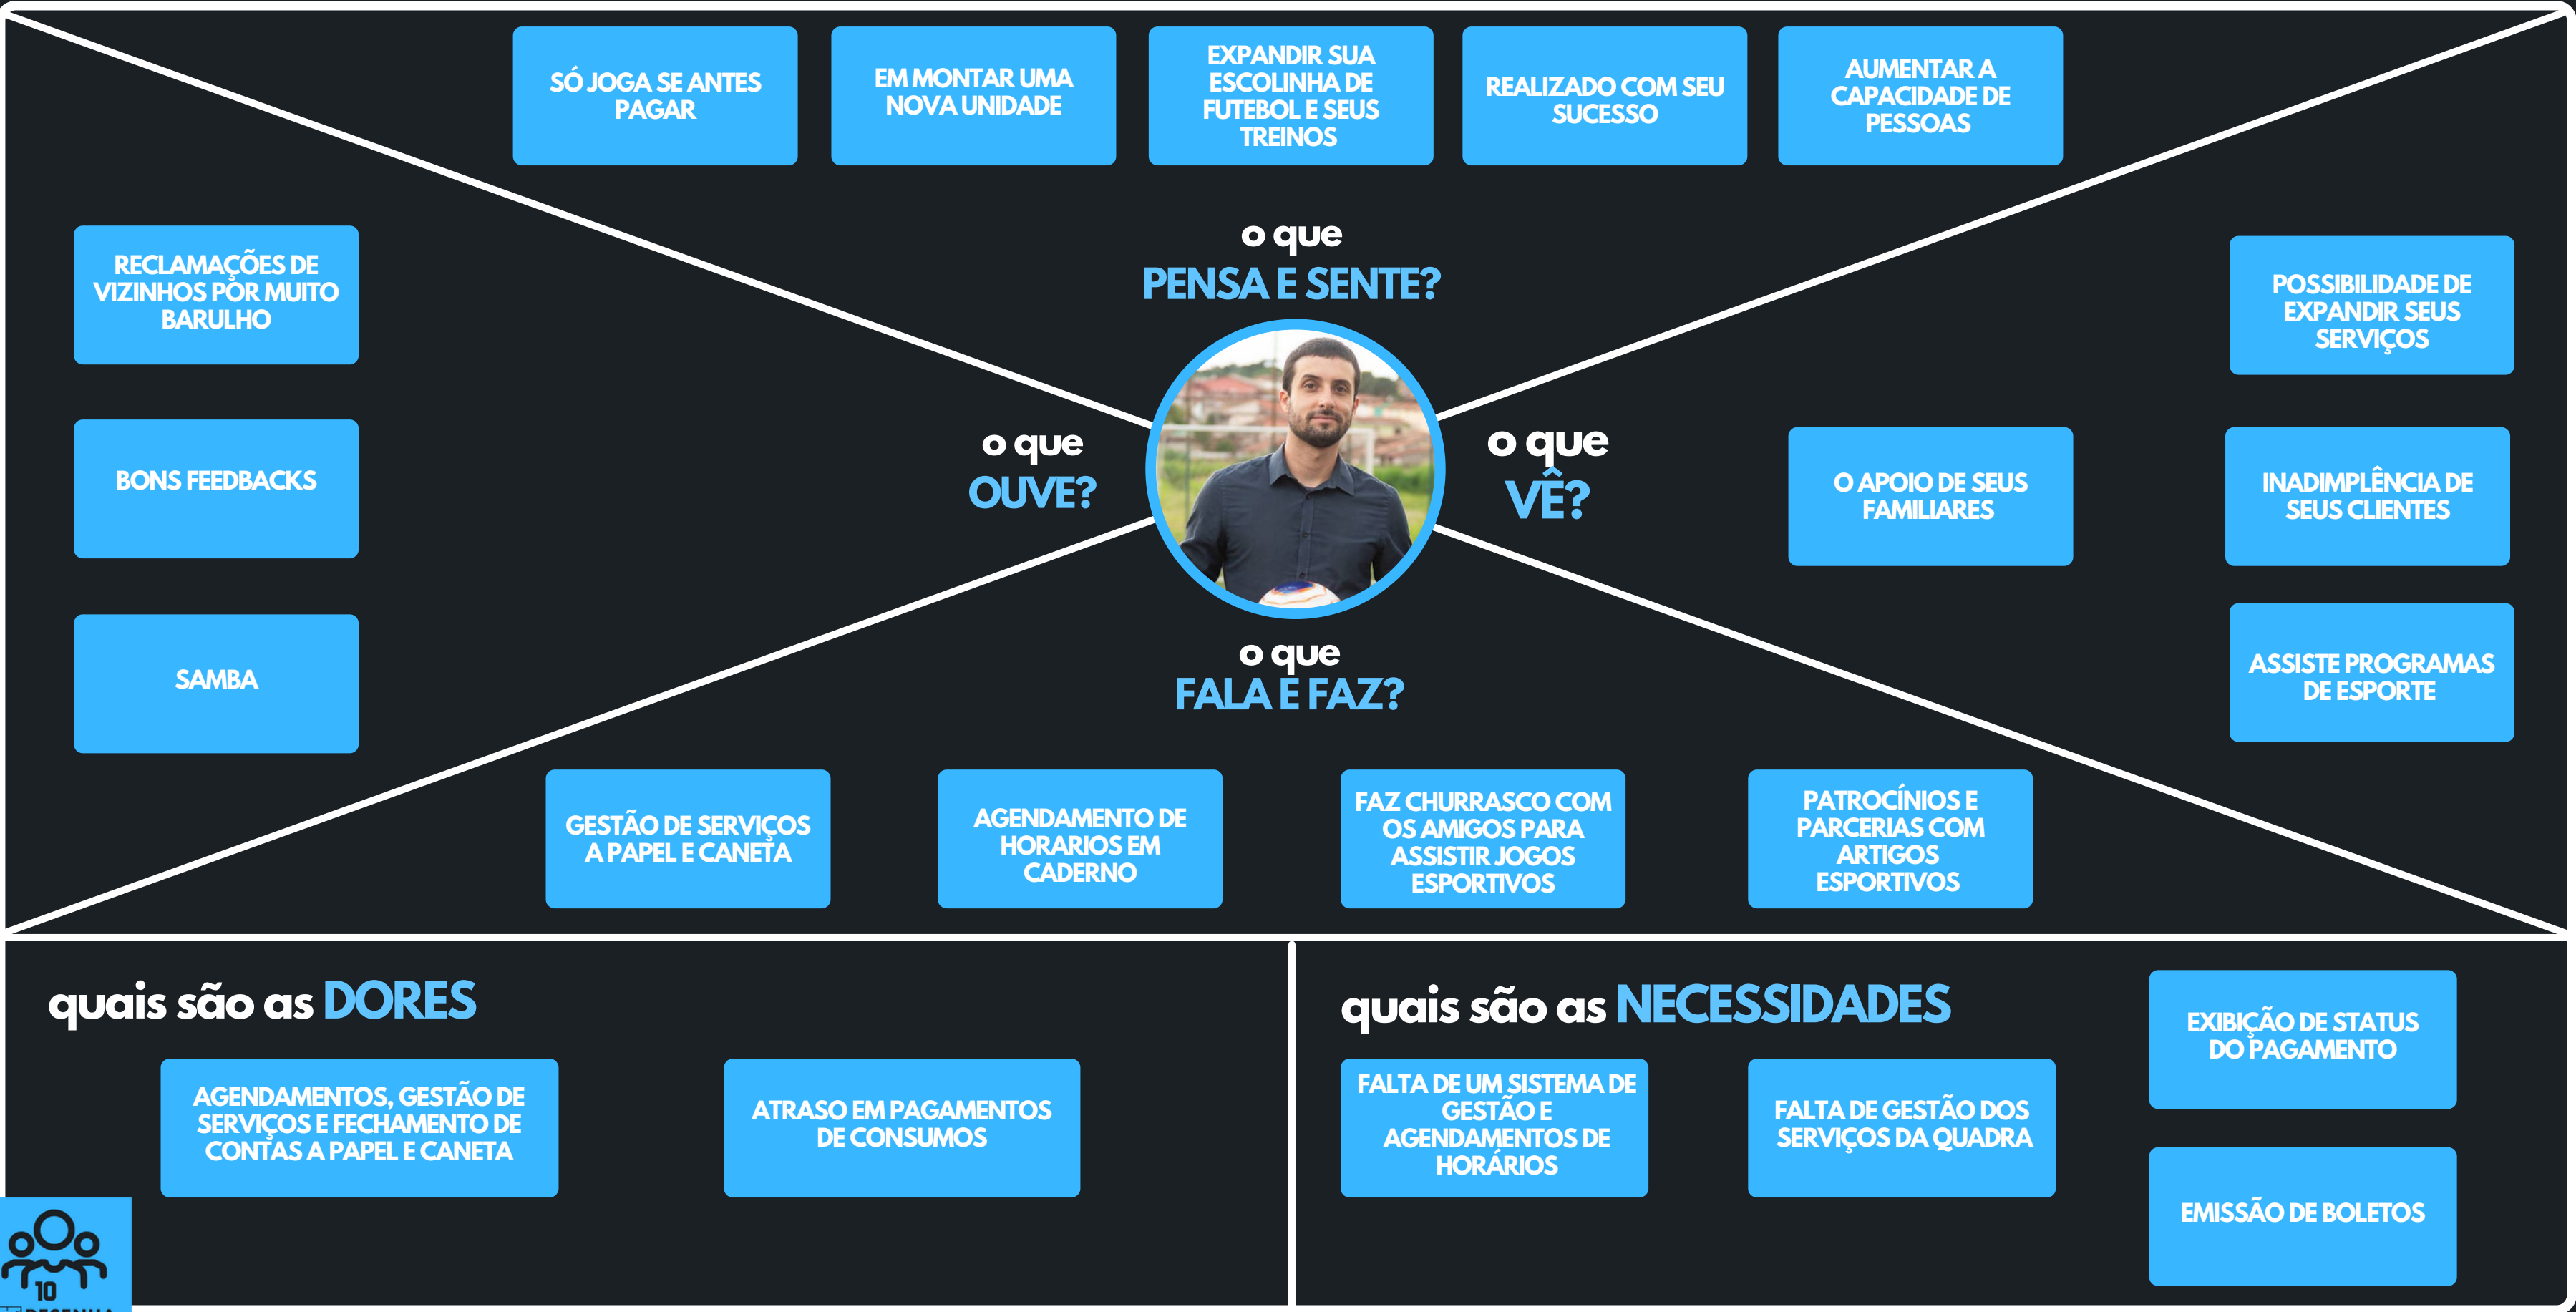 SÓ JOGA SE ANTES
PAGAR
EM MONTAR UMA
NOVA UNIDADE
EXPANDIR SUA
ESCOLINHA DE
FUTEBOL E SEUS
TREINOS
REALIZADO COM SEU
SUCESSO
AUMENTAR A
CAPACIDADE DE
PESSOAS
o que
PENSA E SENTE?
RECLAMAÇÕES DE
VIZINHOS POR MUITO
BARULHO
BONS FEEDBACKS
SAMBA
o que
OUVE?
o que
VÊ?
POSSIBILIDADE DE
EXPANDIR SEUS
SERVIÇOS
O APOIO DE SEUS
FAMILIARES
INADIMPLÊNCIA DE
SEUS CLIENTES
ASSISTE PROGRAMAS
DE ESPORTE
o que
FALA E FAZ?
GESTÃO DE SERVIÇOS
A PAPEL E CANETA
AGENDAMENTO DE
HORARIOS EM
CADERNO
FAZ CHURRASCO COM
OS AMIGOS PARA
ASSISTIR JOGOS
ESPORTIVOS
PATROCÍNIOS E
PARCERIAS COM
ARTIGOS
ESPORTIVOS
quais são as DORES
AGENDAMENTOS, GESTÃO DE
SERVIÇOS E FECHAMENTO DE
CONTAS A PAPEL E CANETA
ATRASO EM PAGAMENTOS
DE CONSUMOS
quais são as NECESSIDADES
FALTA DE UM SISTEMA DE
GESTÃO E
AGENDAMENTOS DE
HORÁRIOS
FALTA DE GESTÃO DOS
SERVIÇOS DA QUADRA
EXIBIÇÃO DE STATUS
DO PAGAMENTO
EMISSÃO DE BOLETOS
10